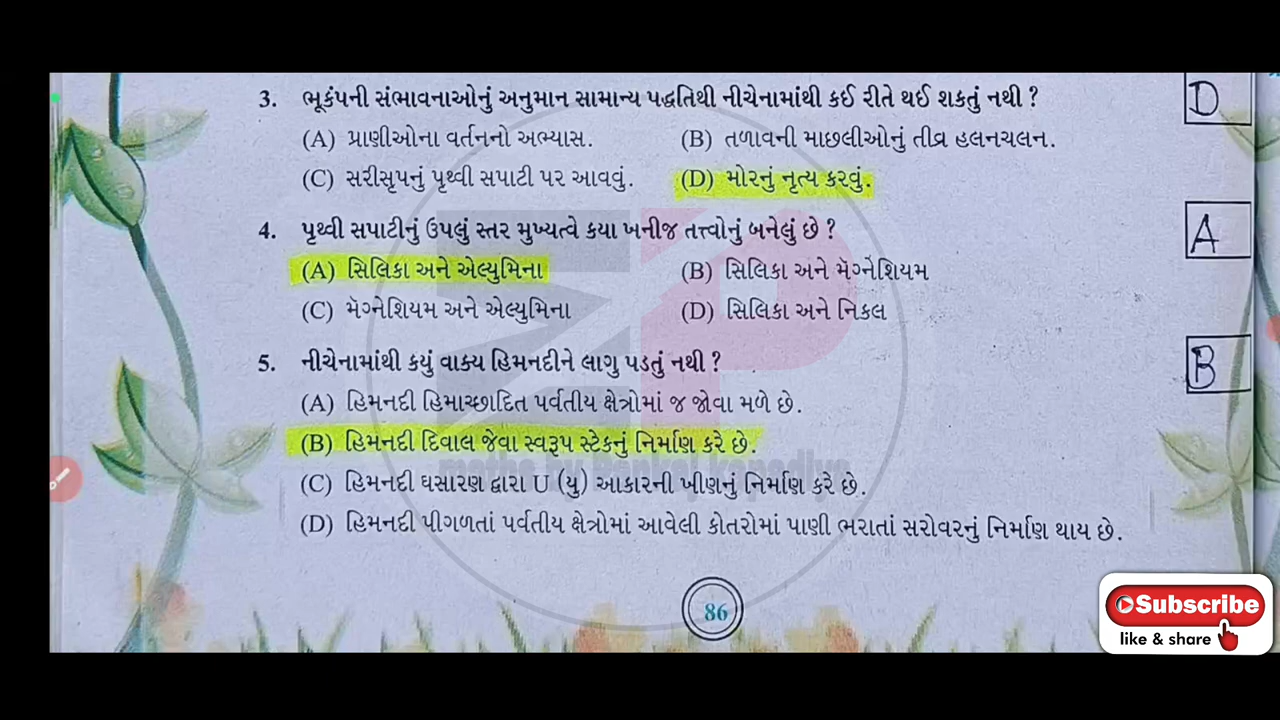 3. ભૂકંપની સંભાવનાઓનું અનુમાન સામાન્ય પદ્ધતિથી નીચેનામાંથી કઈ રીતે થઈ શકતું નથી ? D
(A) પ્રાણીઓના વર્તનનો અભ્યાસ. (B) તળાવની માછલીઓનું તીવ્ર હલનચલન.
(C) સરીસૃપનું પૃથ્વી સપાટી પર આવવું. (D) મોરનું નૃત્ય કરવું.
4. પૃથ્વી સપાટીનું ઉપલું સ્તર મુખ્યત્વે કયા ખનીજ તત્ત્વોનું બનેલું છે ? A
(A) સિલિકા અને એલ્યુમિના (B) સિલિકા અને મૅગ્નેશિયમ
(C) મૅગ્નેશિયમ અને એલ્યુમિના (D) સિલિકા અને નિકલ
5. નીચેનામાંથી કયું વાક્ય હિમનદીને લાગુ પડતું નથી ? B
(A) હિમનદી હિમાચ્છાદિત પર્વતીય ક્ષેત્રોમાં જ જોવા મળે છે.
(B) હિમનદી દિવાલ જેવા સ્વરૂપ સ્ટેકનું નિર્માણ કરે છે.
maths by Pankaj
(C) હિમનદી ઘસારણ દ્વારા U (યુ) આકારની ખીણનું નિર્માણ કરે છે.
(D) હિમનદી પીગળતાં પર્વતીય ક્ષેત્રોમાં આવેલી કોતરોમાં પાણી ભરાતાં સરોવરનું નિર્માણ થાય છે.
86
Subscribe
like & share